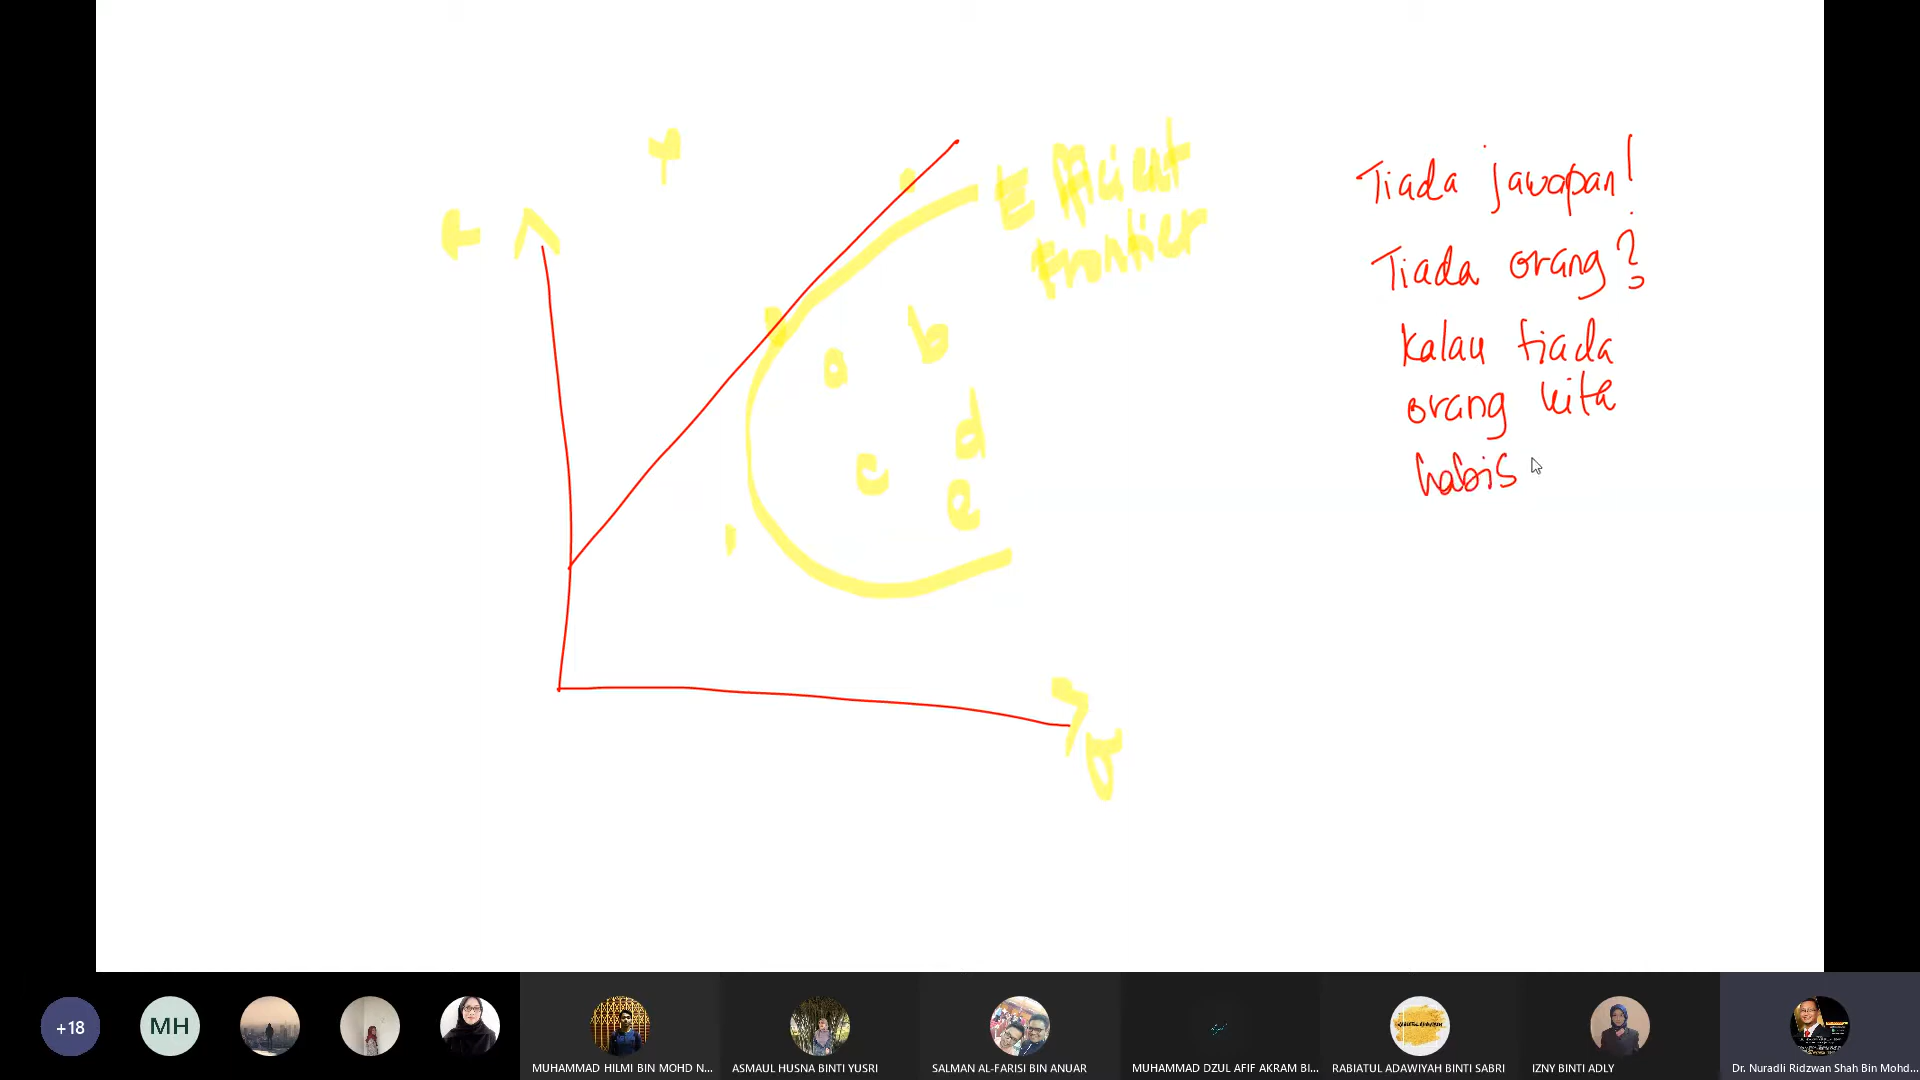 r
Efficient
frontier
a
b
c
d
e
σ
Tiada jawapan!
Tiada orang?
kalau tiada
orang kita
habis
+18
MH
MUHAMMAD HILMI BIN MOHD N...
ASMAUL HUSNA BINTI YUSRI
SALMAN AL-FARISI BIN ANUAR
MUHAMMAD DZUL AFIF AKRAM BI...
RABIATUL ADAWIYAH BINTI SABRI
IZNY BINTI ADLY
Dr. Nuradli Ridzwan Shah Bin Mohd...